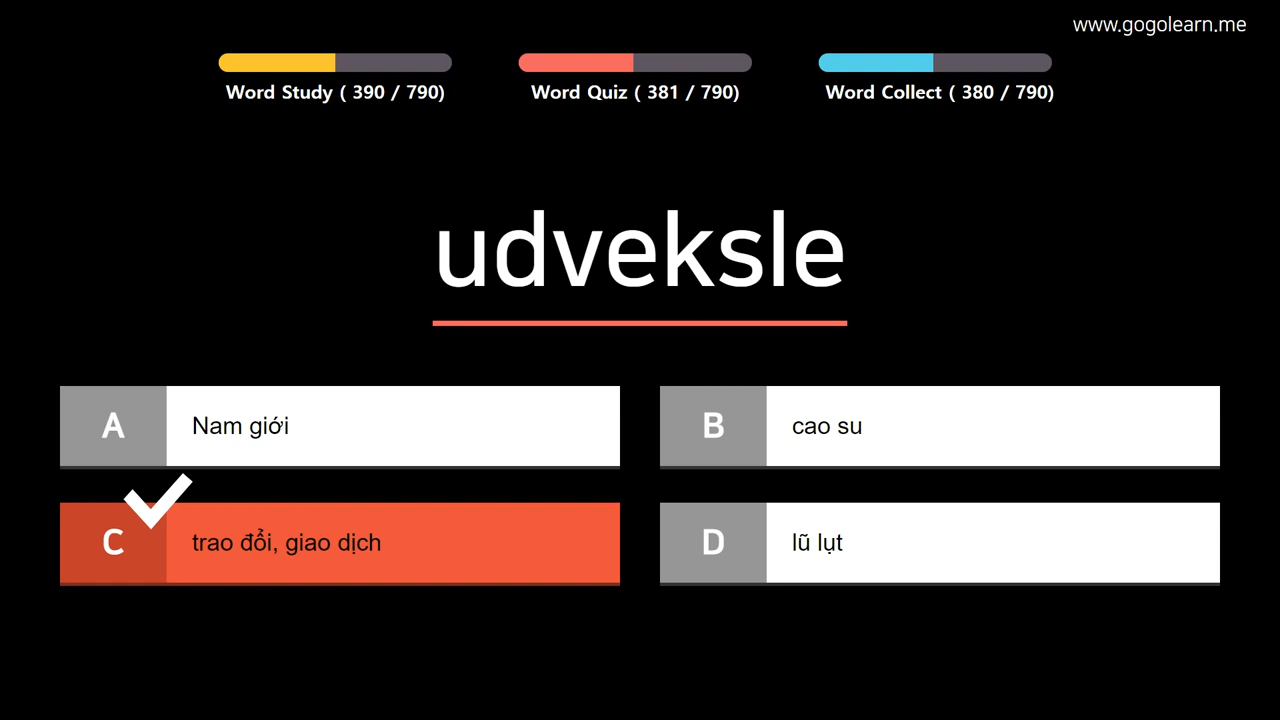 www.gogolearn.me
Word Study ( 390 / 790)
Word Quiz ( 381 / 790)
Word Collect ( 380 / 790)
udveksle
A Nam giới
B cao su
C trao đổi, giao dịch
D lũ lụt